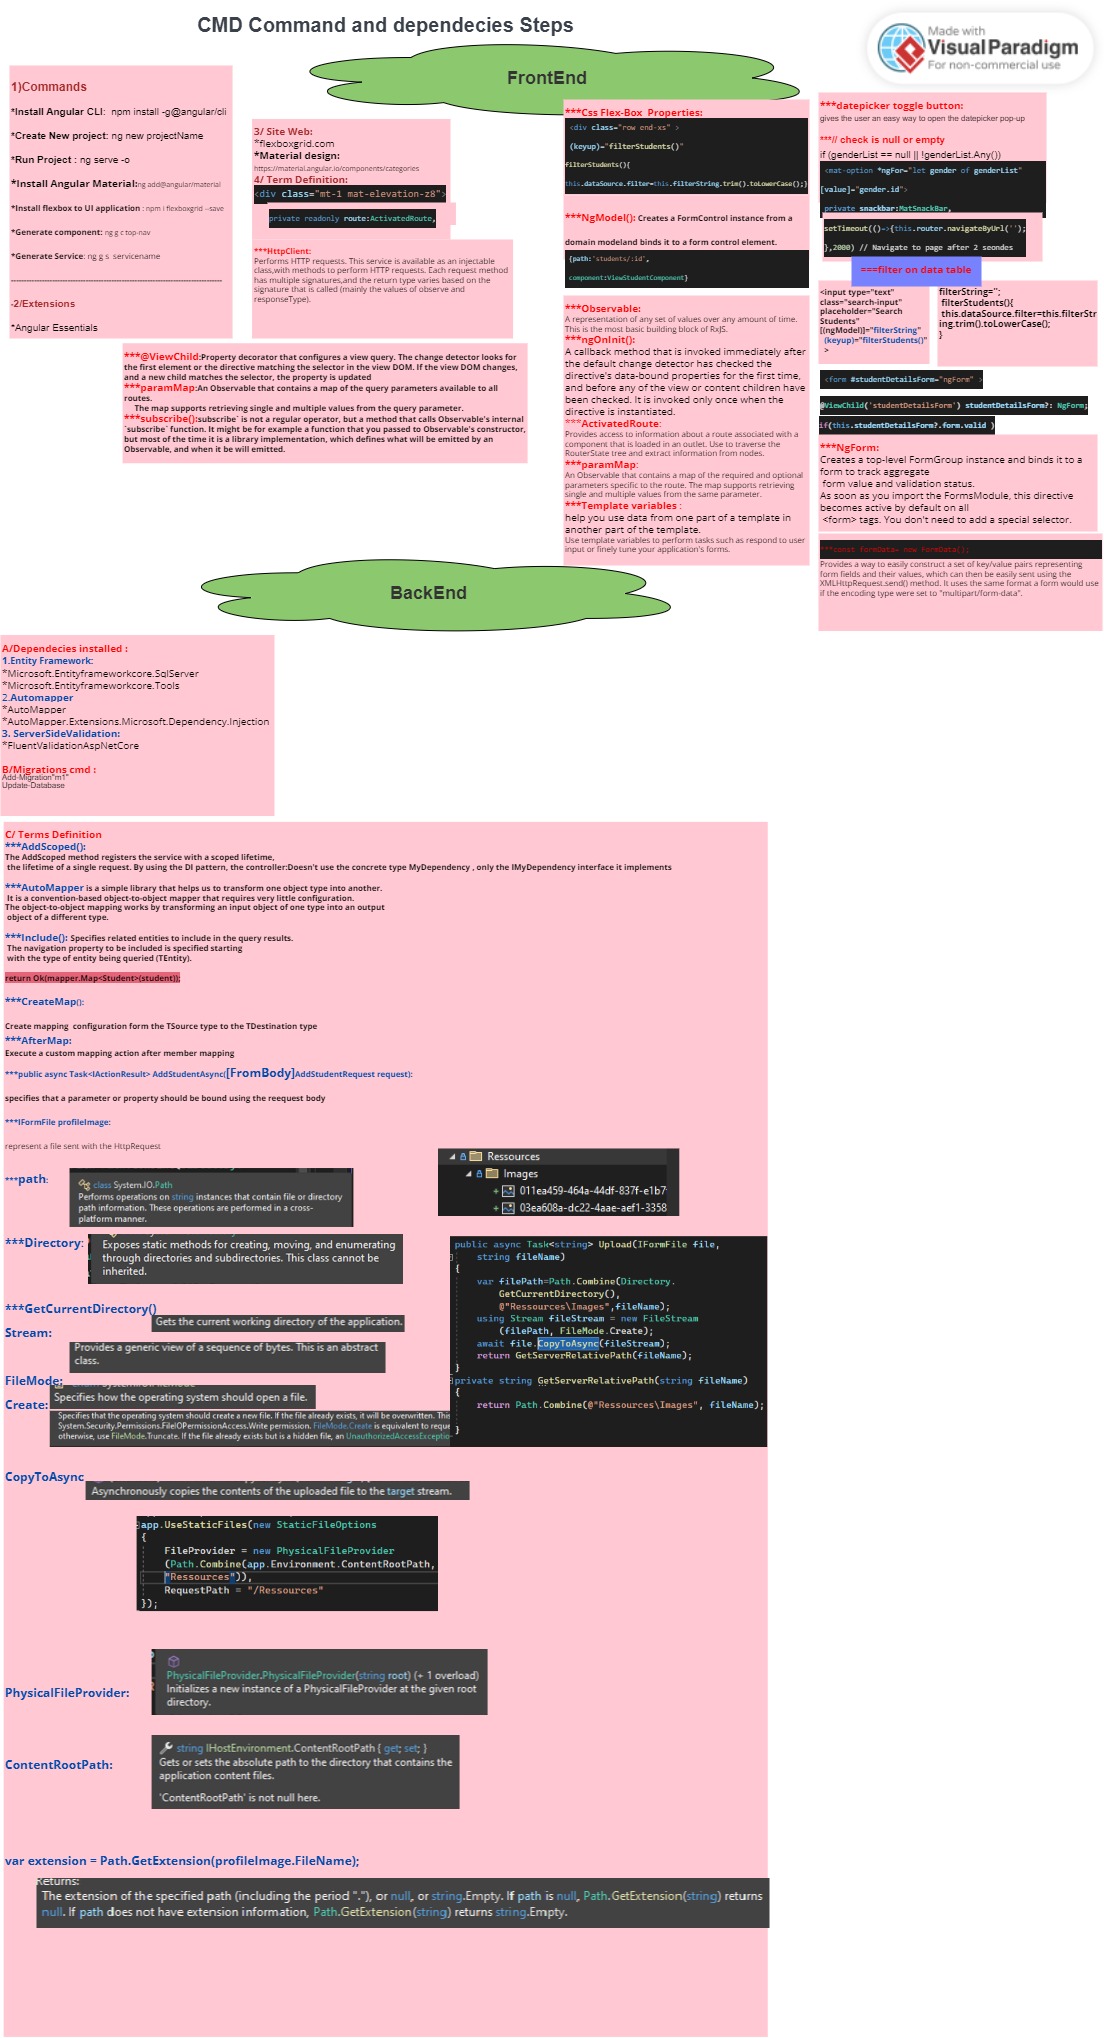 CMD Command and dependecies Steps
Made with
Visual Paradigm
For non-commercial use
FrontEnd
1)Commands
*Install Angular CLI:  npm install -g@angular/cli
*Create New project: ng new projectName
*Run Project : ng serve -o
*Install Angular Material:ng add@angular/material
*Install flexbox to UI application : npm i flexboxgrid --save
*Generate component: ng g c top-nav
*Generate Service: ng g s  servicename
-2/Extensions
*Angular Essentials
3/ Site Web:
*flexboxgrid.com
*Material design:
https://material.angular.io/components/categories
4/ Term Definition:
<div class="mt-1 mat-elevation-z8">
private readonly route:ActivatedRoute,
***HttpClient:
Performs HTTP requests. This service is available as an injectable
class,with methods to perform HTTP requests. Each request method
has multiple signatures,and the return type varies based on the
signature that is called (mainly the values of observe and
responseType).
***@ViewChild:Property decorator that configures a view query. The change detector looks for
the first element or the directive matching the selector in the view DOM. If the view DOM changes,
and a new child matches the selector, the property is updated
***paramMap:An Observable that contains a map of the query parameters available to all
routes.
The map supports retrieving single and multiple values from the query parameter.
***subscribe():subscribe` is not a regular operator, but a method that calls Observable's internal
`subscribe` function. It might be for example a function that you passed to Observable's constructor,
but most of the time it is a library implementation, which defines what will be emitted by an
Observable, and when it be will emitted.
***Css Flex-Box  Properties:
<div class="row end-xs" >
(keyup)="filterStudents()"
filterStudents(){
this.dataSource.filter=this.filterString.trim().toLowerCase();}
***NgModel(): Creates a FormControl instance from a
domain modeland binds it to a form control element.
{path:'students/:id',
component:ViewStudentComponent}
***Observable:
A representation of any set of values over any amount of time.
This is the most basic building block of RxJS.
***ngOnInit():
A callback method that is invoked immediately after
the default change detector has checked the
directive's data-bound properties for the first time,
and before any of the view or content children have
been checked. It is invoked only once when the
directive is instantiated.
***ActivatedRoute:
Provides access to information about a route associated with a
component that is loaded in an outlet. Use to traverse the
RouterState tree and extract information from nodes.
***paramMap:
An Observable that contains a map of the required and optional
parameters specific to the route. The map supports retrieving
single and multiple values from the same parameter.
***Template variables :
help you use data from one part of a template in
another part of the template.
Use template variables to perform tasks such as respond to user
input or finely tune your application's forms.
***datepicker toggle button:
gives the user an easy way to open the datepicker pop-up
***// check is null or empty
if (genderList == null || !genderList.Any())
<mat-option *ngFor="let gender of genderList"
[value]="gender.id">
private snackbar:MatSnackBar,
setTimeout(()=>{this.router.navigateByUrl('');
},2000) // Navigate to page after 2 seondes
===filter on data table
<input type="text"
class="search-input"
placeholder="Search
Students"
[(ngModel)]="filterString"
(keyup)="filterStudents()"
>
filterString='';
filterStudents(){
this.dataSource.filter=this.filterStr
ing.trim().toLowerCase();
}
<form #studentDetailsForm="ngForm" >
@ViewChild('studentDetailsForm') studentDetailsForm?: NgForm;
if(this.studentDetailsForm?.form.valid )
***NgForm:
Creates a top-level FormGroup instance and binds it to a
form to track aggregate
form value and validation status.
As soon as you import the FormsModule, this directive
becomes active by default on all
<form> tags. You don't need to add a special selector.
***const formData= new FormData();
Provides a way to easily construct a set of key/value pairs representing
form fields and their values, which can then be easily sent using the
XMLHttpRequest.send() method. It uses the same format a form would use
if the encoding type were set to "multipart/form-data".
BackEnd
A/Dependecies installed :
1.Entity Framework:
*Microsoft.Entityframeworkcore.SqlServer
*Microsoft.Entityframeworkcore.Tools
2.Automapper
*AutoMapper
*AutoMapper.Extensions.Microsoft.Dependency.Injection
3. ServerSideValidation:
*FluentValidationAspNetCore
B/Migrations cmd :
Add-Migration"m1"
Update-Database
C/ Terms Definition
***AddScoped():
The AddScoped method registers the service with a scoped lifetime,
the lifetime of a single request. By using the DI pattern, the controller:Doesn't use the concrete type MyDependency , only the IMyDependency interface it implements
***AutoMapper is a simple library that helps us to transform one object type into another.
It is a convention-based object-to-object mapper that requires very little configuration.
The object-to-object mapping works by transforming an input object of one type into an output
object of a different type.
***Include(): Specifies related entities to include in the query results.
The navigation property to be included is specified starting
with the type of entity being queried (TEntity).
return Ok(mapper.Map<Student>(student));
***CreateMap():
Create mapping  configuration form the TSource type to the TDestination type
***AfterMap:
Execute a custom mapping action after member mapping
***public async Task<IActionResult> AddStudentAsync([FromBody]AddStudentRequest request):
specifies that a parameter or property should be bound using the reequest body
***IFormFile profileImage:
represent a file sent with the HttpRequest
***path:
class System.IO.Path
Performs operations on string instances that contain file or directory
path information. These operations are performed in a cross-
platform manner.
Ressources
Images
011ea459-464a-44df-837f-e1b7
03ea608a-dc22-4aae-aef1-3358
***Directory:
Exposes static methods for creating, moving, and enumerating
through directories and subdirectories. This class cannot be
inherited.
***GetCurrentDirectory()
Gets the current working directory of the application.
Stream:
Provides a generic view of a sequence of bytes. This is an abstract
class.
FileMode:
Specifies how the operating system should open a file.
Create:
Specifies that the operating system should create a new file. If the file already exists, it will be overwritten. This
System.Security.Permissions.FileIOPermissionAccess.Write permission. FileMode.Create is equivalent to reque
otherwise, use FileMode.Truncate. If the file already exists but is a hidden file, an UnauthorizedAccessExceptio
public async Task<string> Upload(IFormFile file,
string fileName)
{
var filePath=Path.Combine(Directory.
GetCurrentDirectory(),
@"Ressources\Images",fileName);
using Stream fileStream = new FileStream
(filePath, FileMode.Create);
await file.CopyToAsync(fileStream);
return GetServerRelativePath(fileName);
}
private string GetServerRelativePath(string fileName)
{
return Path.Combine(@"Ressources\Images", fileName);
}
CopyToAsync
Asynchronously copies the contents of the uploaded file to the target stream.
app.UseStaticFiles(new StaticFileOptions
{
FileProvider = new PhysicalFileProvider
(Path.Combine(app.Environment.ContentRootPath,
"Ressources")),
RequestPath = "/Ressources"
});
PhysicalFileProvider:
PhysicalFileProvider.PhysicalFileProvider(string root) (+ 1 overload)
Initializes a new instance of a PhysicalFileProvider at the given root
directory.
ContentRootPath:
string IHostEnvironment.ContentRootPath { get; set; }
Gets or sets the absolute path to the directory that contains the
application content files.
'ContentRootPath' is not null here.
var extension = Path.GetExtension(profileImage.FileName);
Returns:
The extension of the specified path (including the period "."), or null, or string.Empty. If path is null, Path.GetExtension(string) returns
null. If path does not have extension information, Path.GetExtension(string) returns string.Empty.